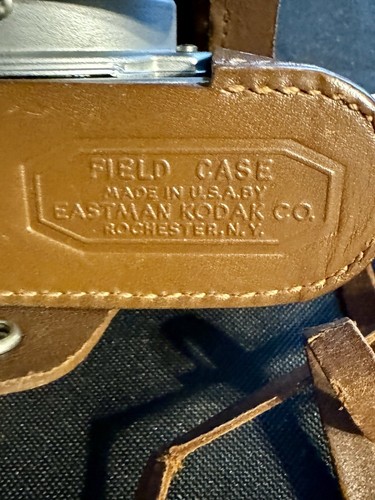 FIELD CASE
MADE IN U.S.A. BY
EASTMAN KODAK CO.
ROCHESTER, N.Y.